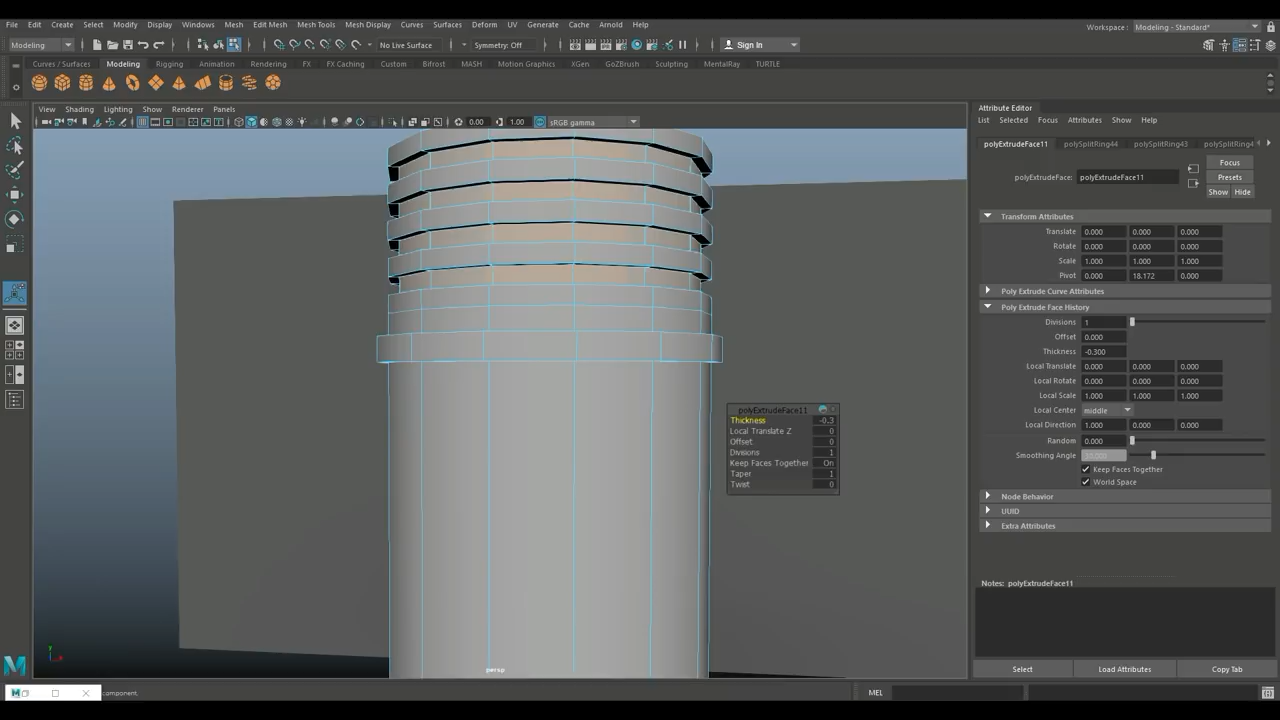 File Edit Create Select Modify Display Windows Mesh Edit Mesh Mesh Tools Mesh Display Curves Surfaces Deform UV Generate Cache Arnold Help
Workspace : Modeling - Standard*
Modeling
No Live Surface
Symmetry: Off
Sign In
Curves / Surfaces Modeling Rigging Animation Rendering FX FX Caching Custom Bifrost MASH Motion Graphics XGen GoZBrush Sculpting MentalRay TURTLE
View Shading Lighting Show Renderer Panels
0.00 1.00 sRGB gamma
Attribute Editor
List Selected Focus Attributes Show Help
polyExtrudeFace11 polySplitRing44 polySplitRing43 polySplitRing4
Focus
Presets
Show Hide
polyExtrudeFace: polyExtrudeFace11
Transform Attributes
Translate 0.000 0.000 0.000
Rotate 0.000 0.000 0.000
Scale 1.000 1.000 1.000
Pivot 0.000 18.172 0.000
Poly Extrude Curve Attributes
Poly Extrude Face History
Divisions 1
Offset 0.000
Thickness -0.300
Local Translate 0.000 0.000 0.000
Local Rotate 0.000 0.000 0.000
Local Scale 1.000 1.000 1.000
Local Center middle
Local Direction 1.000 0.000 0.000
Random 0.000
Smoothing Angle
Keep Faces Together
World Space
Node Behavior
UUID
Extra Attributes
Notes: polyExtrudeFace11
Select Load Attributes Copy Tab
polyExtrudeFace11
Thickness -0.3
Local Translate Z 0
Offset 0
Divisions 1
Keep Faces Together On
Taper 1
Twist 0
persp
component.
MEL